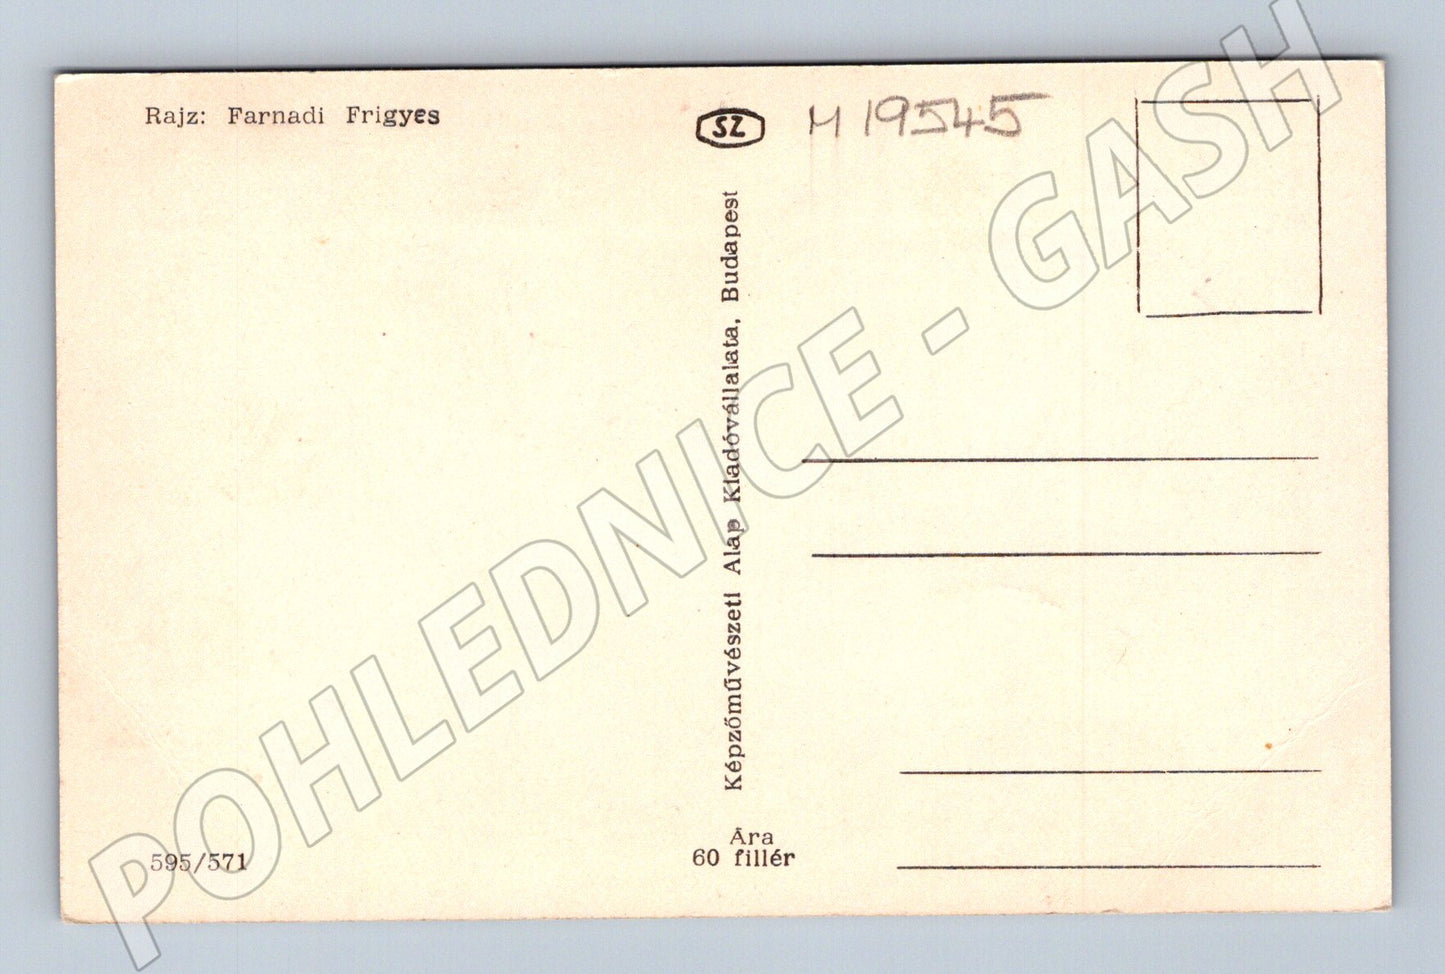 Rajz: Farnadi Frigyes
SZ
M 19545
Képzőművészeti Alap Kiadóvállalata, Budapest
Ára
60 fillér
595/571
POHLEDNICE - GASH